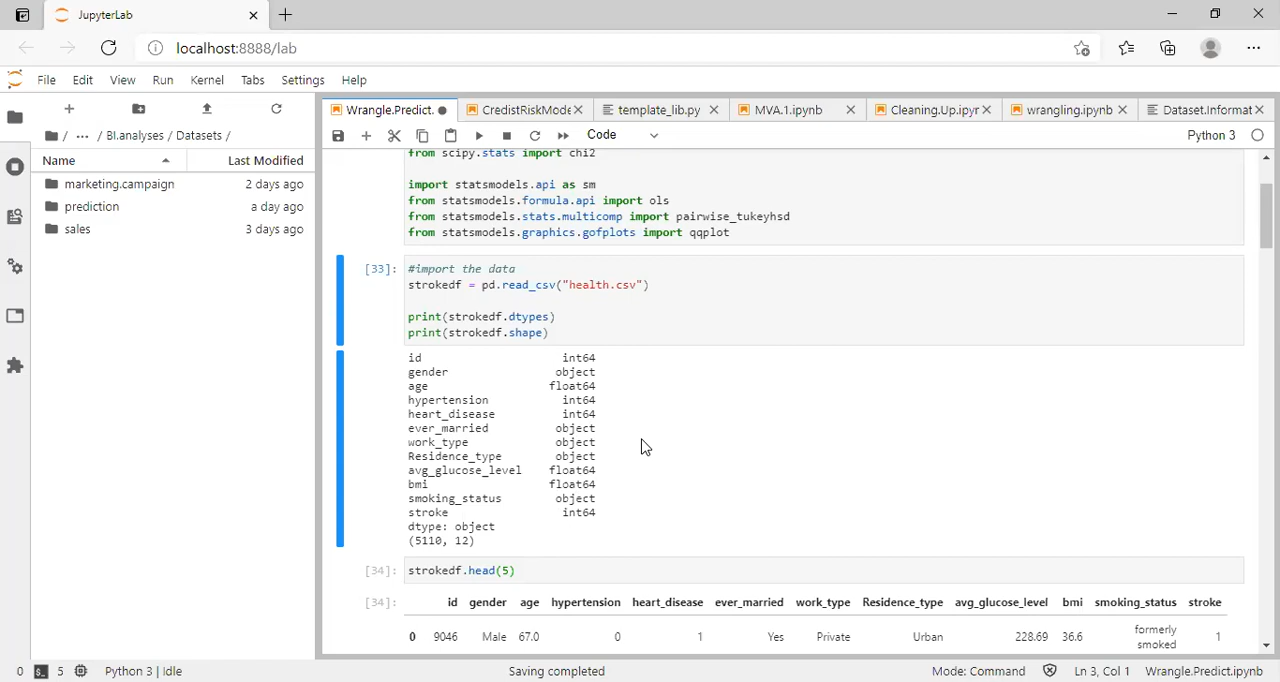 JupyterLab
localhost:8888/lab
File Edit View Run Kernel Tabs Settings Help
Wrangle.Predict. CredistRiskMode template_lib.py MVA.1.ipynb Cleaning.Up.ipyr wrangling.ipynb Dataset.Informat
Code Python 3
/ ... / BI.analyses / Datasets /
Name Last Modified
marketing.campaign 2 days ago
prediction a day ago
sales 3 days ago
from scipy.stats import chi2
import statsmodels.api as sm
from statsmodels.formula.api import ols
from statsmodels.stats.multicomp import pairwise_tukeyhsd
from statsmodels.graphics.gofplots import qqplot
[33]: #import the data
strokedf = pd.read_csv("health.csv")
print(strokedf.dtypes)
print(strokedf.shape)
id int64
gender object
age float64
hypertension int64
heart_disease int64
ever_married object
work_type object
Residence_type object
avg_glucose_level float64
bmi float64
smoking_status object
stroke int64
dtype: object
(5110, 12)
[34]: strokedf.head(5)
[34]: id gender age hypertension heart_disease ever_married work_type Residence_type avg_glucose_level bmi smoking_status stroke
0 9046 Male 67.0 0 1 Yes Private Urban 228.69 36.6 formerly smoked 1
0 5 Python 3 | Idle Saving completed Mode: Command Ln 3, Col 1 Wrangle.Predict.ipynb